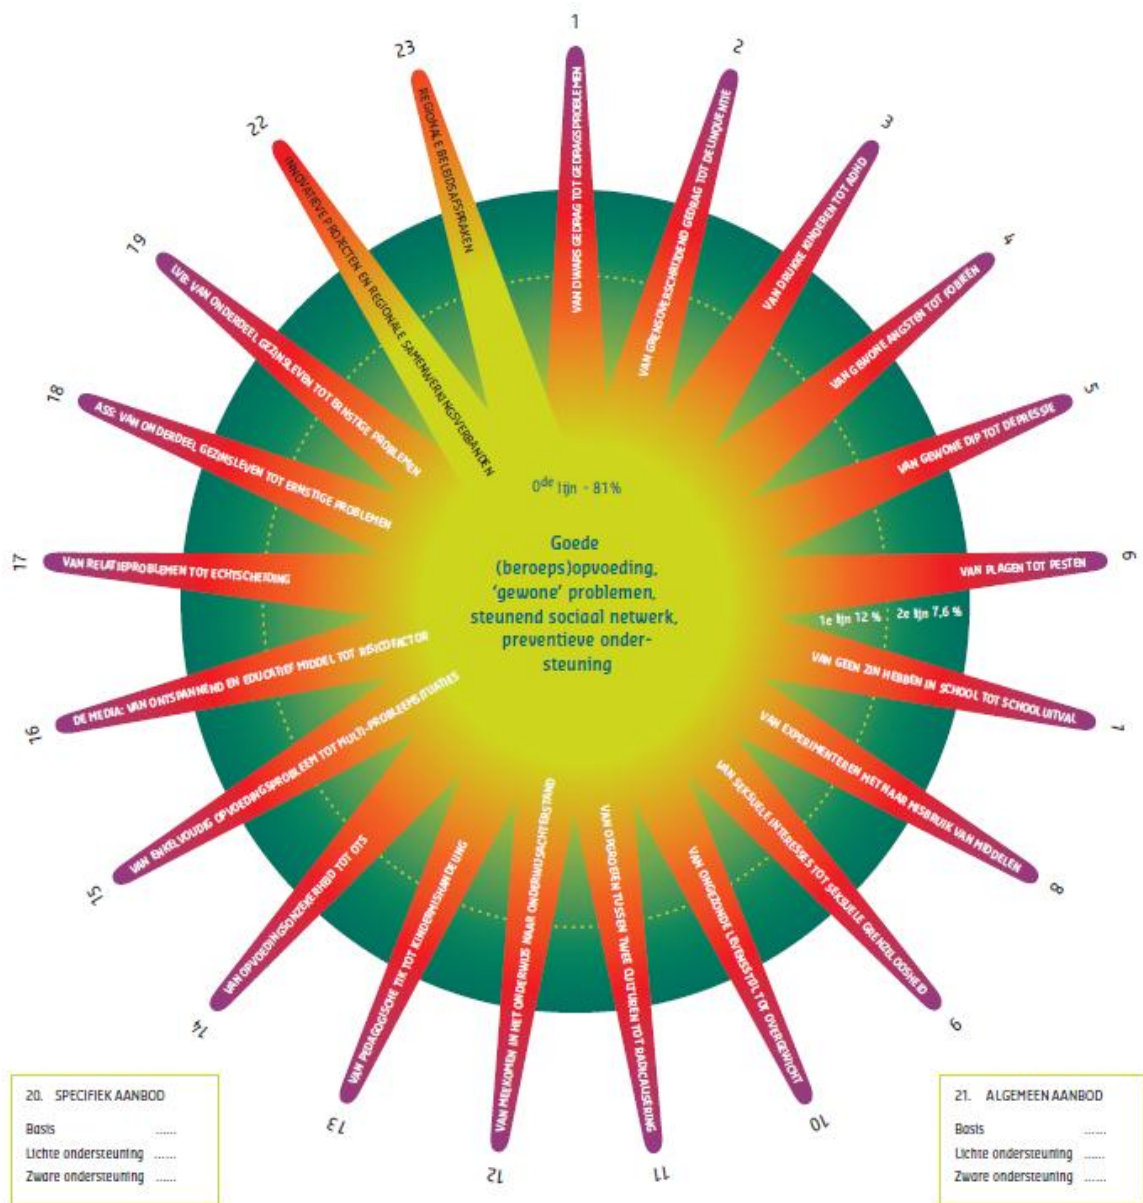 1
VAN DWARS GEDRAG TOT GEDRAGSPROBLEMEN
2
VAN GRENSOVERSCHRIJDEND GEDRAG TOT DELINQUENTIE
3
VAN DRUKKE KINDEREN TOT ADHD
4
VAN GEWONE ANGSTEN TOT FOBIEËN
5
VAN GEWONE DIP TOT DEPRESSIE
6
VAN PLAGEN TOT PESTEN
1e lijn 12 %
2e lijn 7,6 %
7
VAN GEEN ZIN HEBBEN IN SCHOOL TOT SCHOOLUITVAL
8
VAN EXPERIMENTEREN MET NAAR MISBRUIK VAN MIDDELEN
9
VAN SEKSUELE INTERESSES TOT SEKSUELE GRENZELOOSHEID
10
VAN ONGEZONDE LEVENSSTIJL TOT OVERGEWICHT
11
VAN OPGROEIEN TUSSEN TWEE CULTUREN TOT RADICALISERING
12
VAN MEEKOMEN IN HET ONDERWIJS NAAR ONDERWIJSACHTERSTAND
13
VAN PEDAGOGISCHE TIK TOT KINDERMISHANDELING
14
VAN OPVOEDINGSONZEKERHEID TOT OTS
15
VAN ENKELVOUDIG OPVOEDINGSPROBLEEM TOT MULTI-PROBLEEMSITUATIES
16
DE MEDIA: VAN ONTSPANNEND EN EDUCATIEF MIDDEL TOT RISICOFACTOR
17
VAN RELATIEPROBLEMEN TOT ECHTSCHEIDING
18
ASS: VAN ONDERDEEL GEZINSLEVEN TOT ERNSTIGE PROBLEMEN
19
LVB: VAN ONDERDEEL GEZINSLEVEN TOT ERNSTIGE PROBLEMEN
22
INNOVATIEVE PROJECTEN EN REGIONALE SAMENWERKINGSVERBANDEN
23
REGIONALE BELEIDSAFSPRAKEN
0de lijn - 81%
Goede
(beroeps)opvoeding,
'gewone' problemen,
steunend sociaal netwerk,
preventieve onder-
steuning
20. SPECIFIEK AANBOD
Basis ......
Lichte ondersteuning ......
Zware ondersteuning ......
21. ALGEMEEN AANBOD
Basis ......
Lichte ondersteuning ......
Zware ondersteuning ......